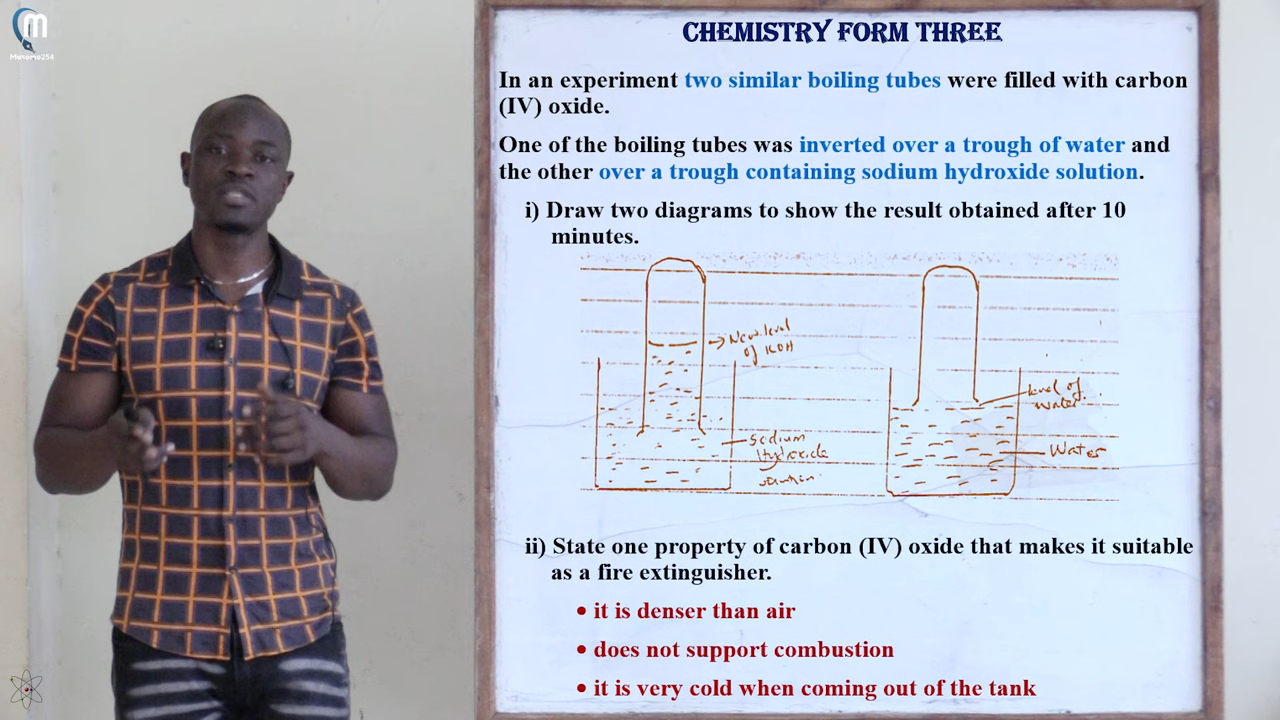 M
Masomo254
CHEMISTRY FORM THREE
In an experiment two similar boiling tubes were filled with carbon
(IV) oxide.
One of the boiling tubes was inverted over a trough of water and
the other over a trough containing sodium hydroxide solution.
i) Draw two diagrams to show the result obtained after 10
minutes.
New level
of KOH
Sodium
Hydroxide
solution
level of
water
Water
ii) State one property of carbon (IV) oxide that makes it suitable
as a fire extinguisher.
• it is denser than air
• does not support combustion
• it is very cold when coming out of the tank